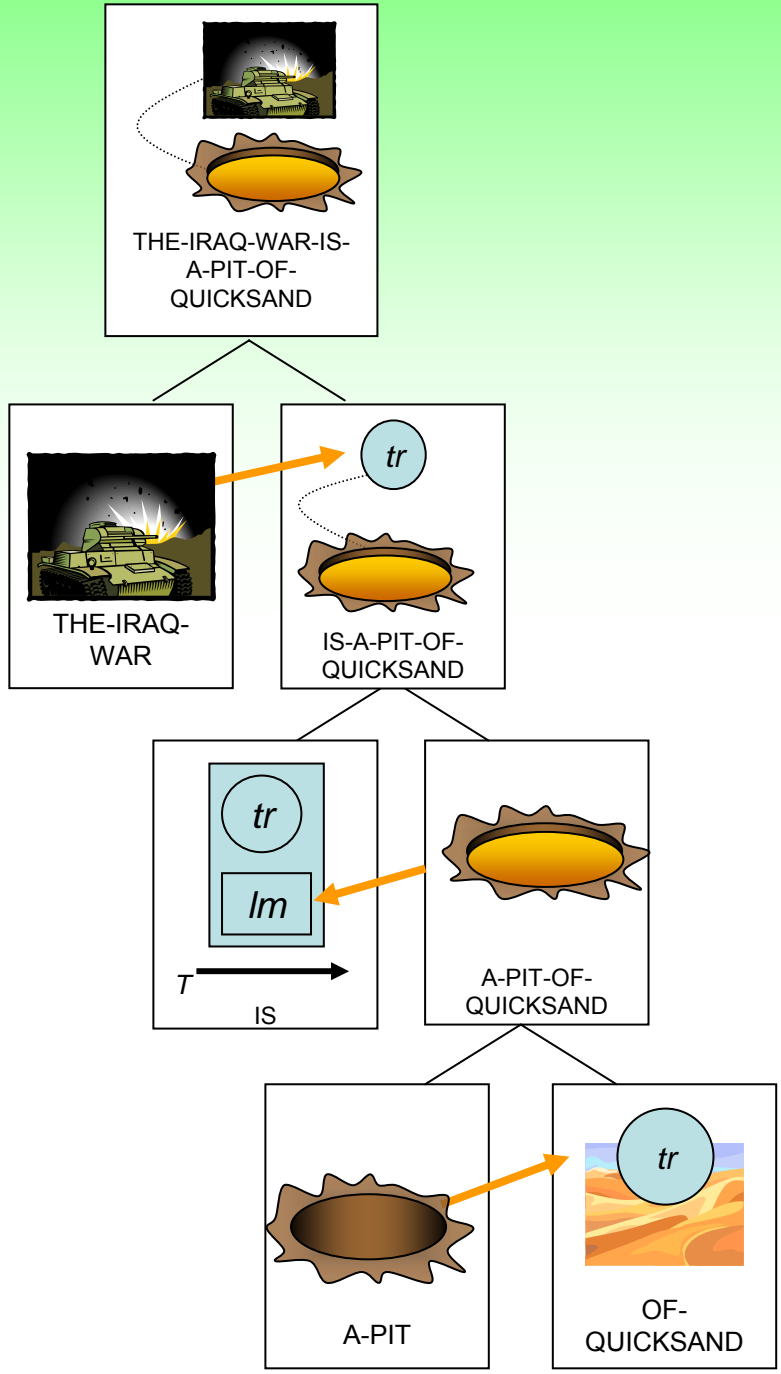 THE-IRAQ-WAR-IS-
A-PIT-OF-
QUICKSAND
tr
THE-IRAQ-
WAR
IS-A-PIT-OF-
QUICKSAND
tr
lm
T
IS
A-PIT-OF-
QUICKSAND
tr
A-PIT
OF-
QUICKSAND